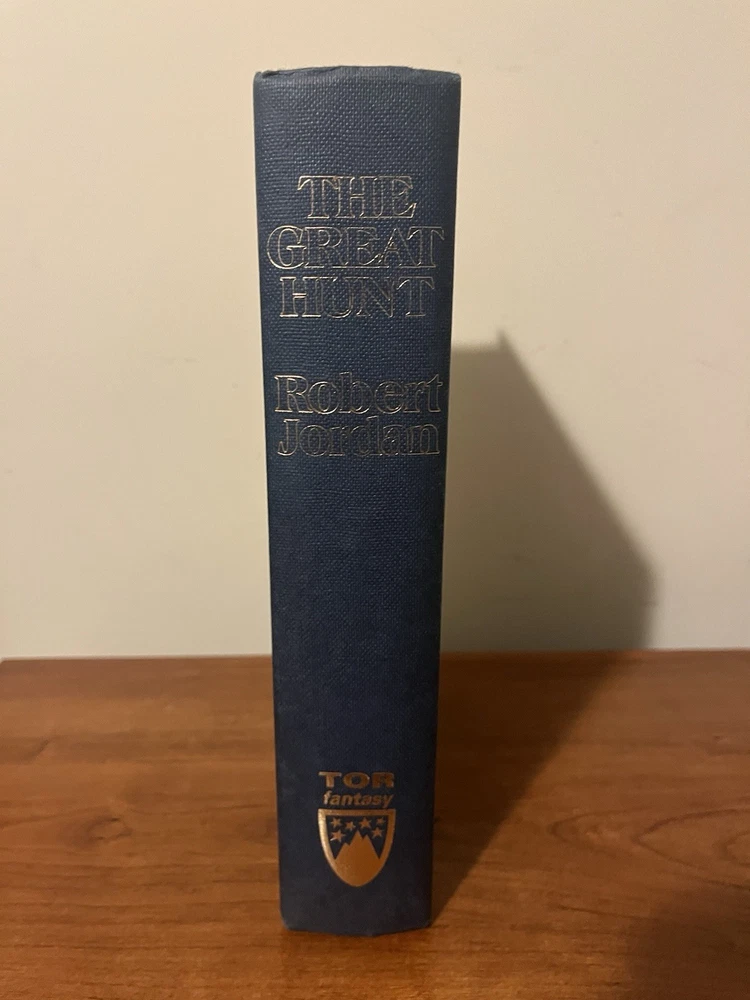 THE
GREAT
HUNT
Robert
Jordan
TOR
fantasy